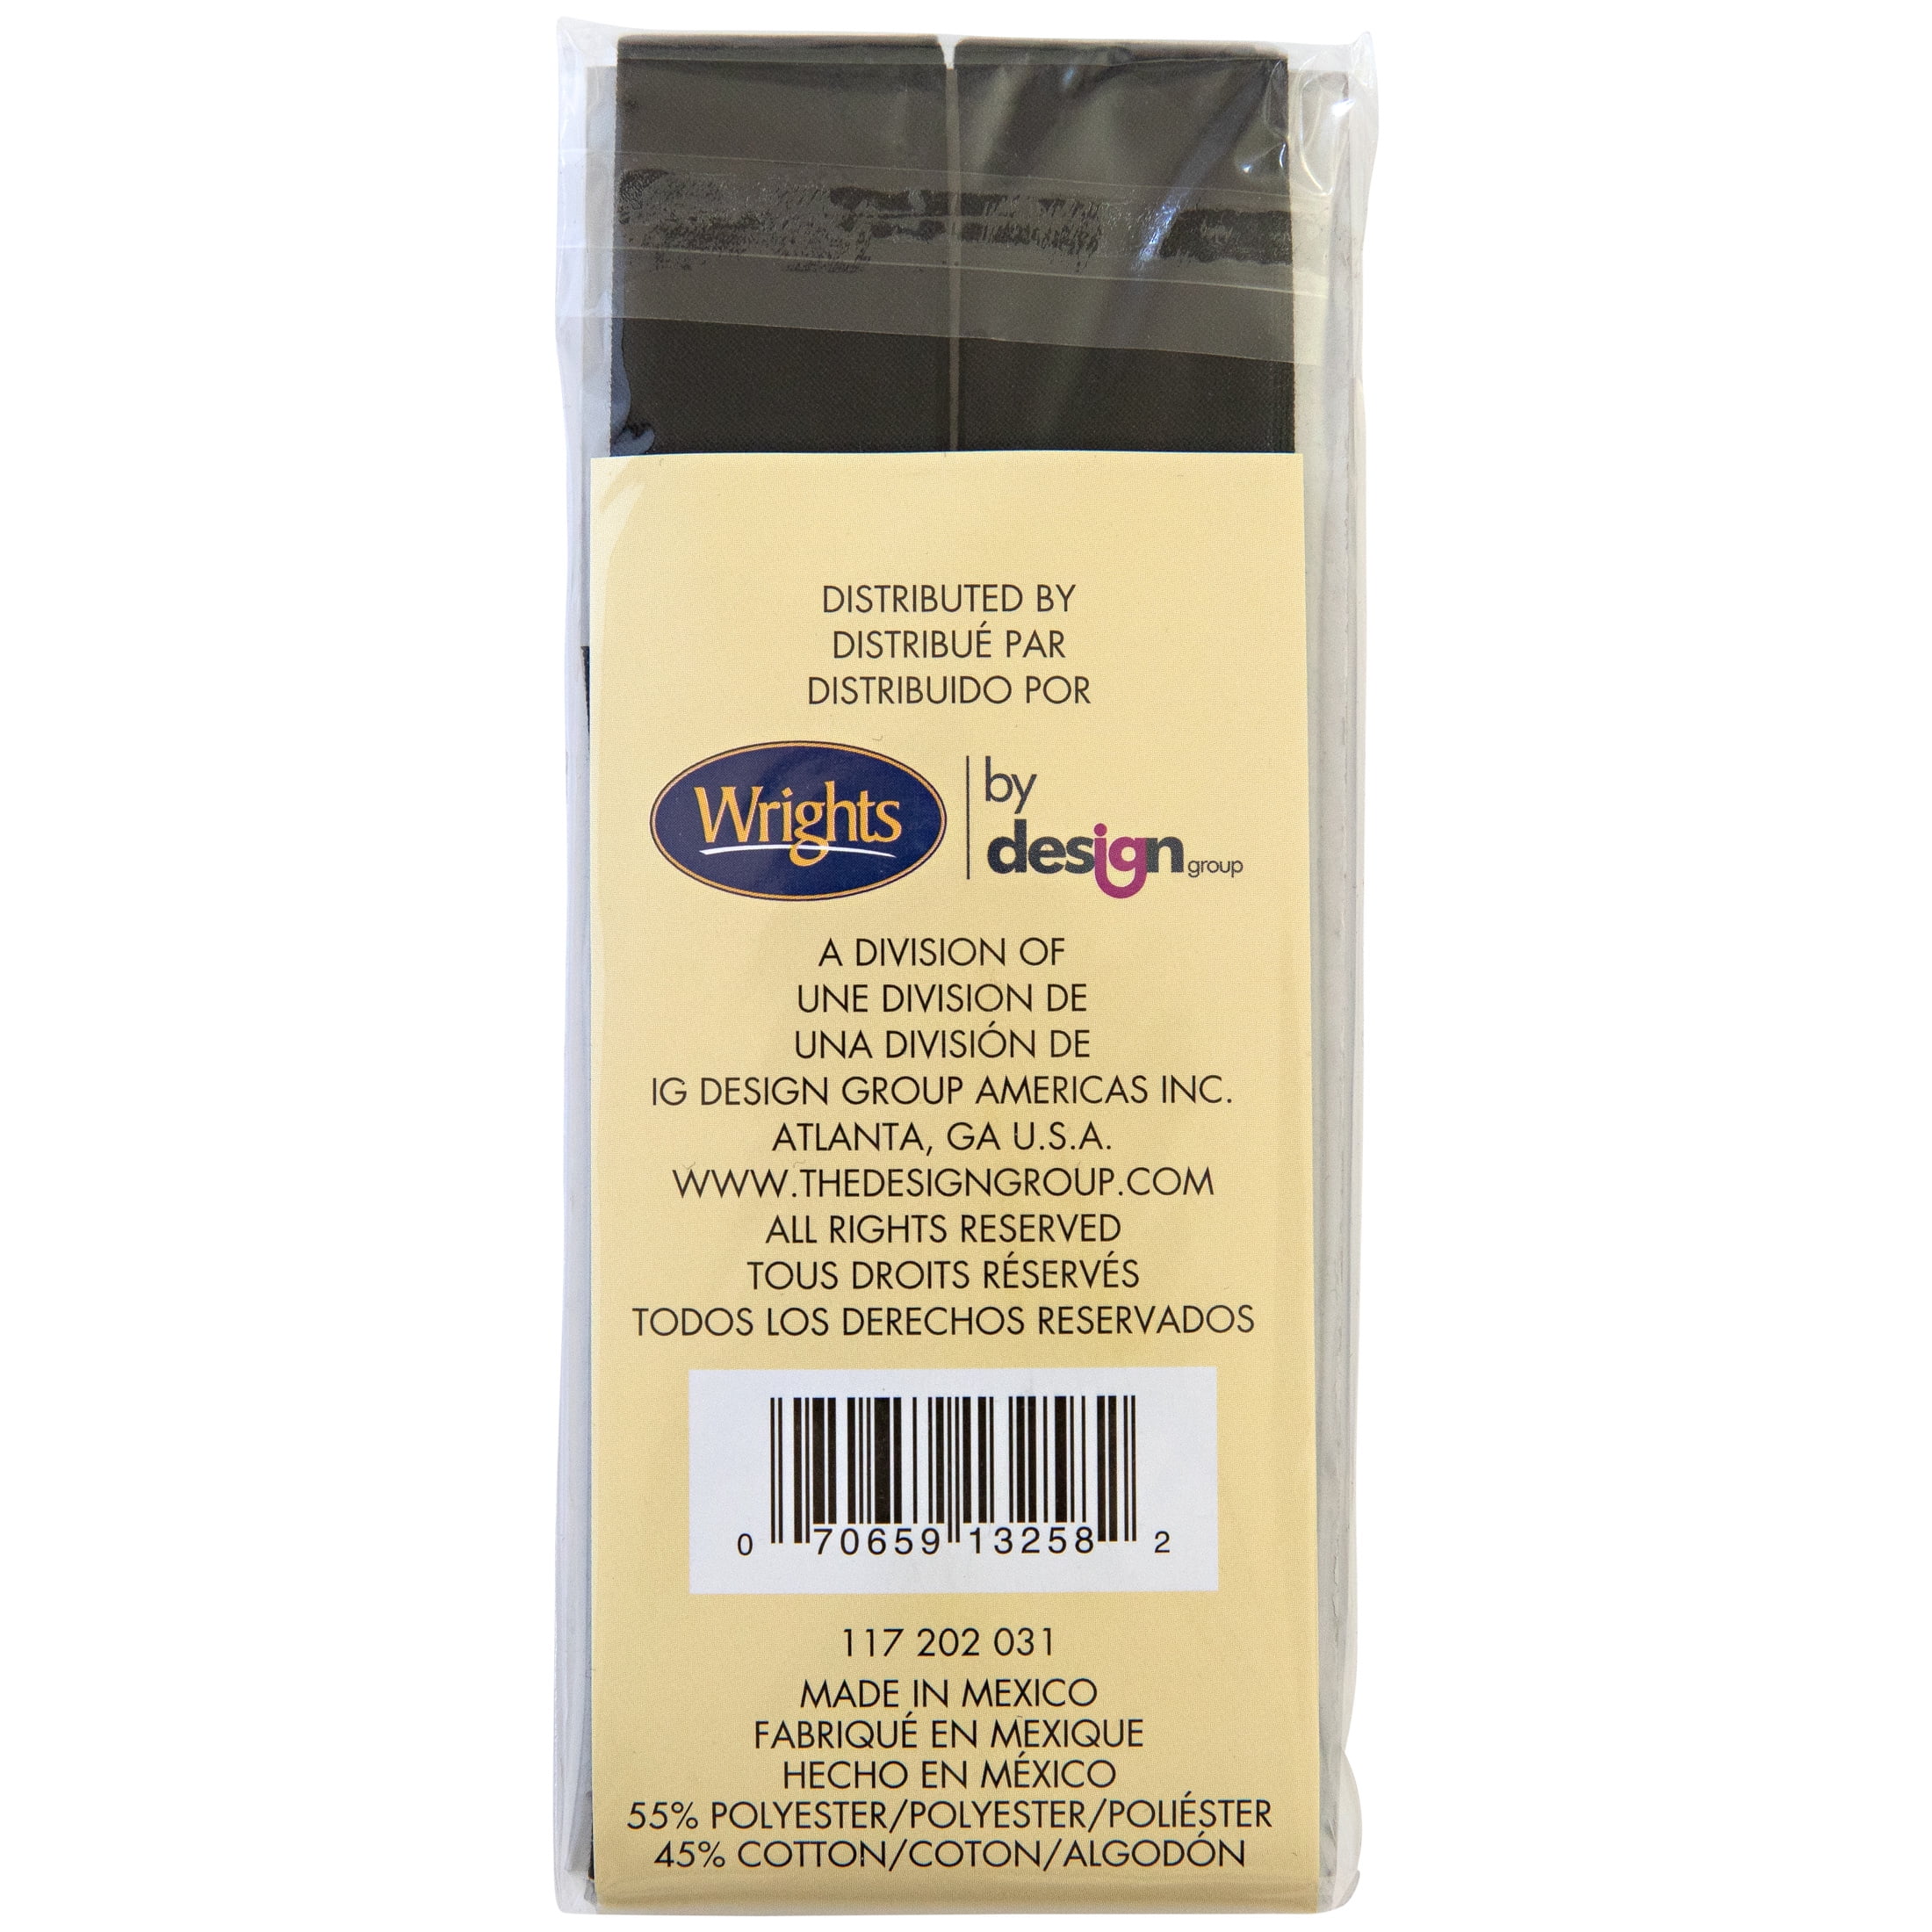 DISTRIBUTED BY
DISTRIBUÉ PAR
DISTRIBUIDO POR
Wrights
by
design group
A DIVISION OF
UNE DIVISION DE
UNA DIVISIÓN DE
IG DESIGN GROUP AMERICAS INC.
ATLANTA, GA U.S.A.
WWW.THEDESIGNGROUP.COM
ALL RIGHTS RESERVED
TOUS DROITS RÉSERVÉS
TODOS LOS DERECHOS RESERVADOS
0 70659 13258 2
117 202 031
MADE IN MEXICO
FABRIQUÉ EN MEXIQUE
HECHO EN MÉXICO
55% POLYESTER/POLYESTER/POLIÉSTER
45% COTTON/COTON/ALGODÓN